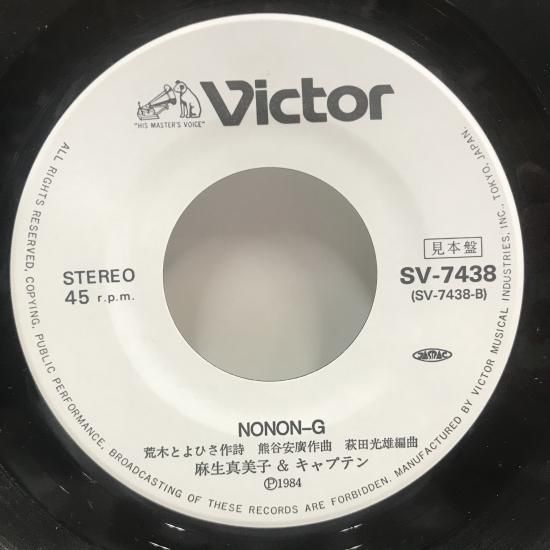 Victor
"HIS MASTER'S VOICE"
STEREO
45 r.p.m.
見本盤
SV-7438
(SV-7438-B)
JASRAC
NONON-G
荒木とよひさ作詩 熊谷安廣作曲 萩田光雄編曲
麻生真美子 & キャプテン
Ⓟ1984
ALL RIGHTS RESERVED, COPYING, PUBLIC PERFORMANCE, BROADCASTING OF THESE RECORDS ARE FORBIDDEN. MANUFACTURED BY VICTOR MUSICAL INDUSTRIES, INC., TOKYO, JAPAN.